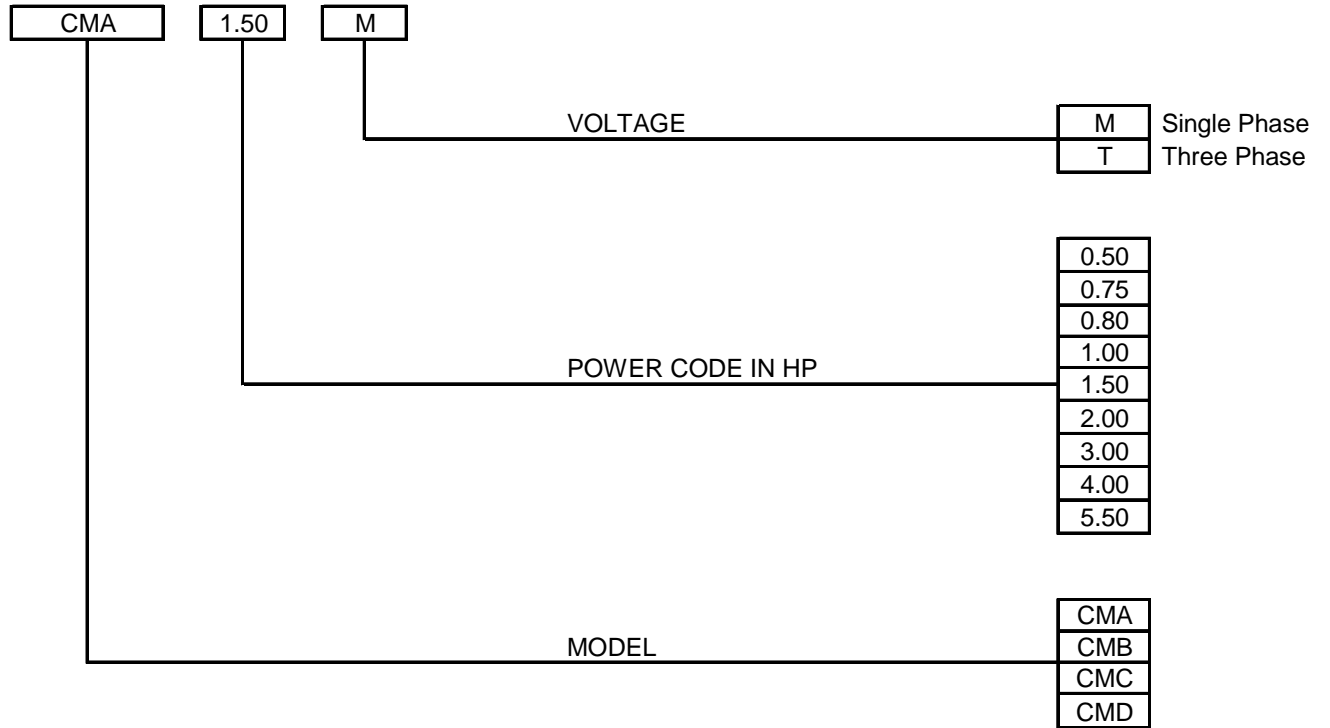 CMA 1.50 M
VOLTAGE
M Single Phase
T Three Phase
0.50
0.75
0.80
1.00
POWER CODE IN HP
1.50
2.00
3.00
4.00
5.50
CMA
MODEL
CMB
CMC
CMD